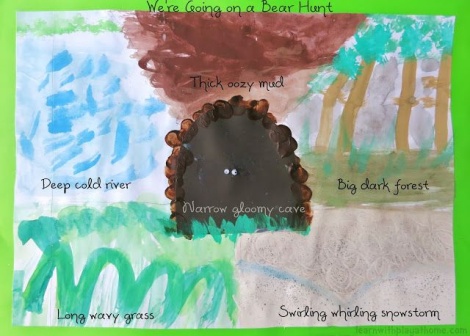 We're Going on a Bear Hunt
Thick oozy mud
Deep cold river
Big dark forest
Narrow gloomy cave
Long wavy grass
Swirling whirling snowstorm
learnwithplayathome.com